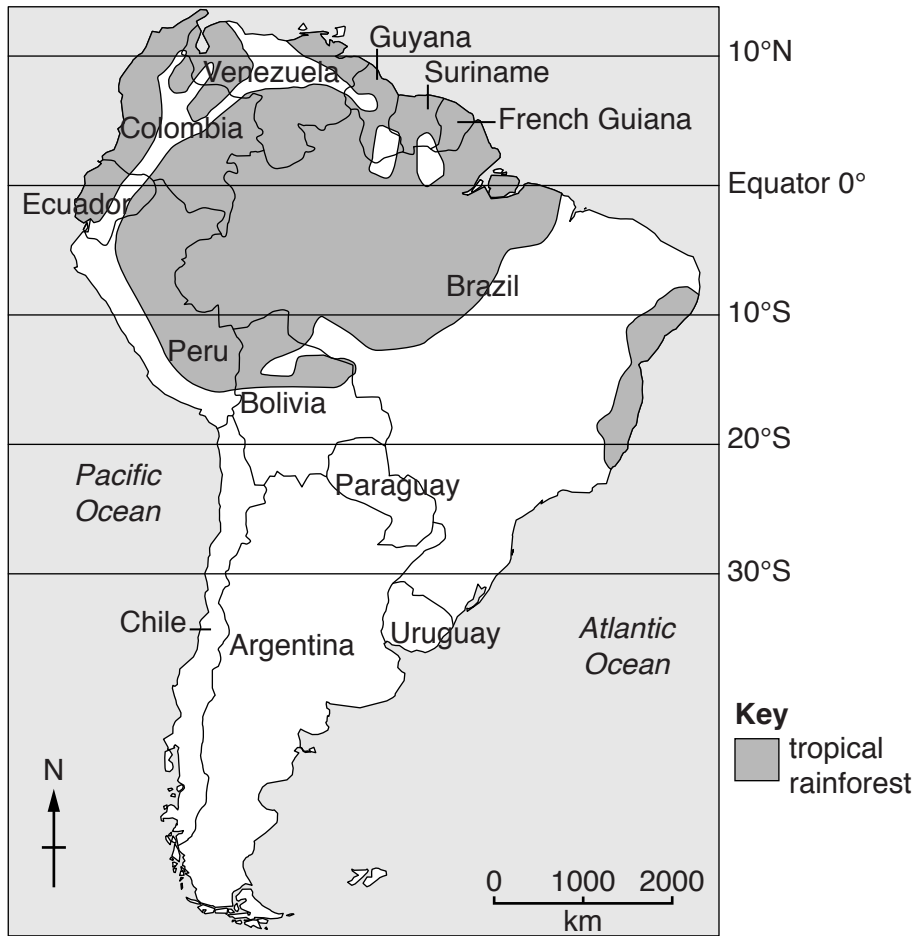 Guyana
10°N
Venezuela
Suriname
Colombia
French Guiana
Ecuador
Equator 0°
Brazil
10°S
Peru
Bolivia
20°S
Pacific
Ocean
Paraguay
30°S
Chile
Argentina
Uruguay
Atlantic
Ocean
Key
tropical
rainforest
N
0 1000 2000
km